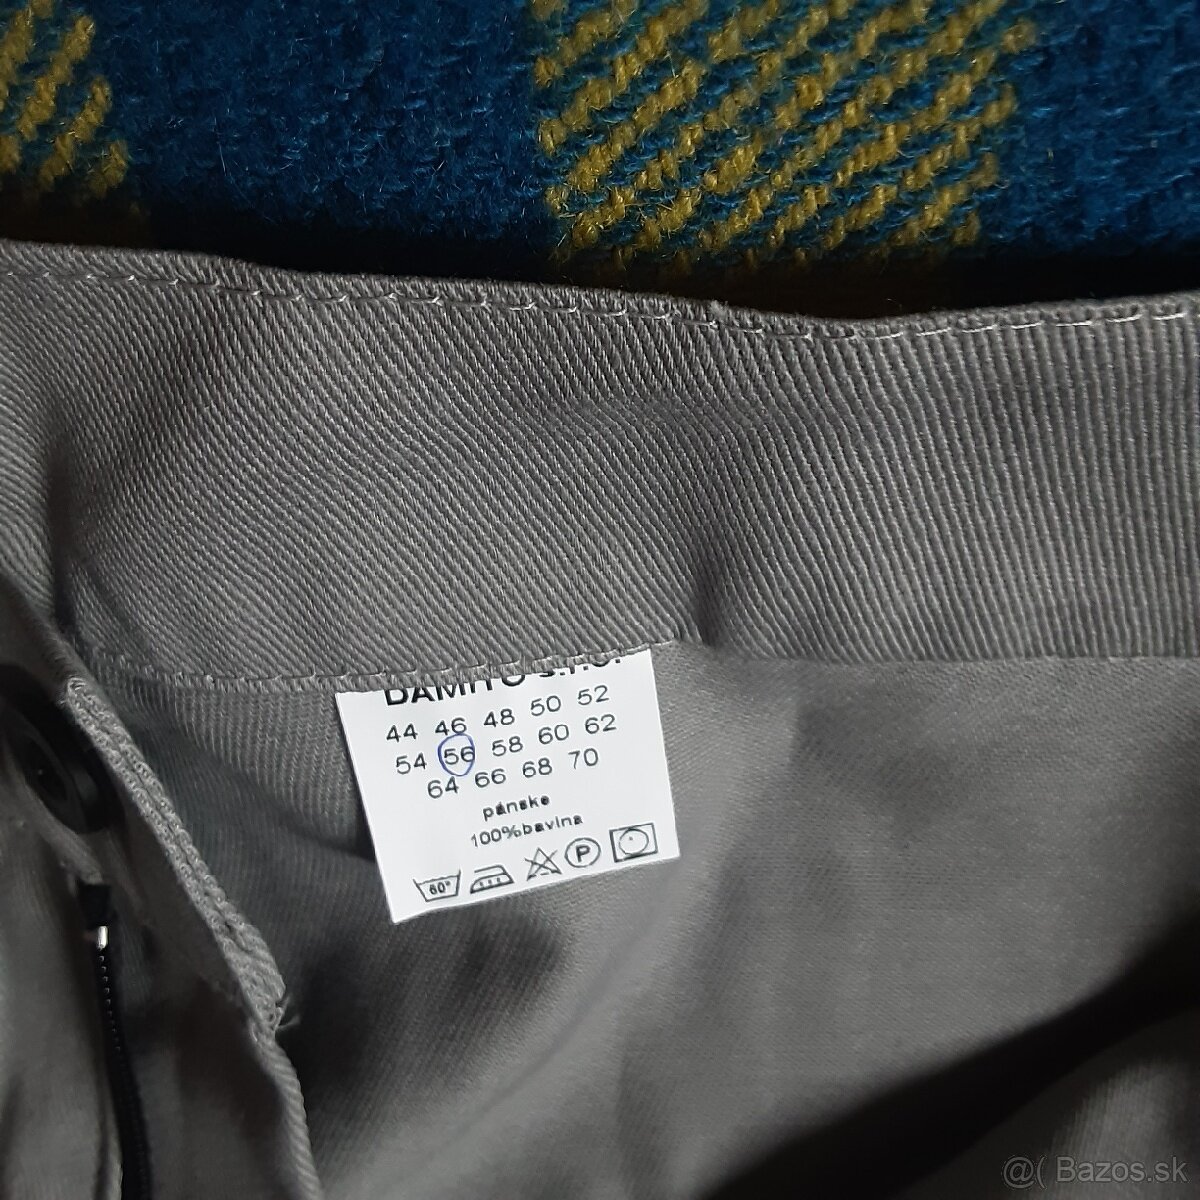 DAMITO s.r.o.
44 46 48 50 52
54 56 58 60 62
64 66 68 70
pánske
100%bavlna
60° P
@( Bazos.sk